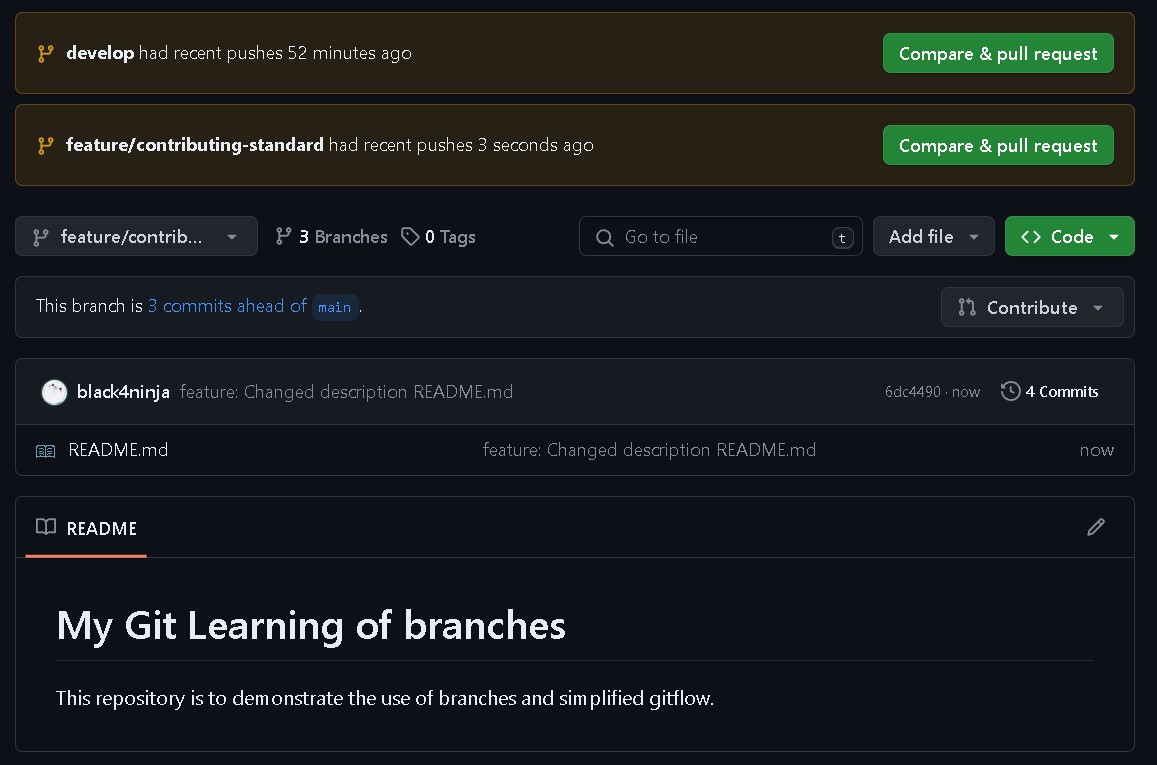 develop had recent pushes 52 minutes ago Compare & pull request
feature/contributing-standard had recent pushes 3 seconds ago Compare & pull request
feature/contrib... 3 Branches 0 Tags Go to file t Add file Code
This branch is 3 commits ahead of main . Contribute
black4ninja feature: Changed description README.md 6dc4490 · now 4 Commits
README.md feature: Changed description README.md now
README
My Git Learning of branches
This repository is to demonstrate the use of branches and simplified gitflow.